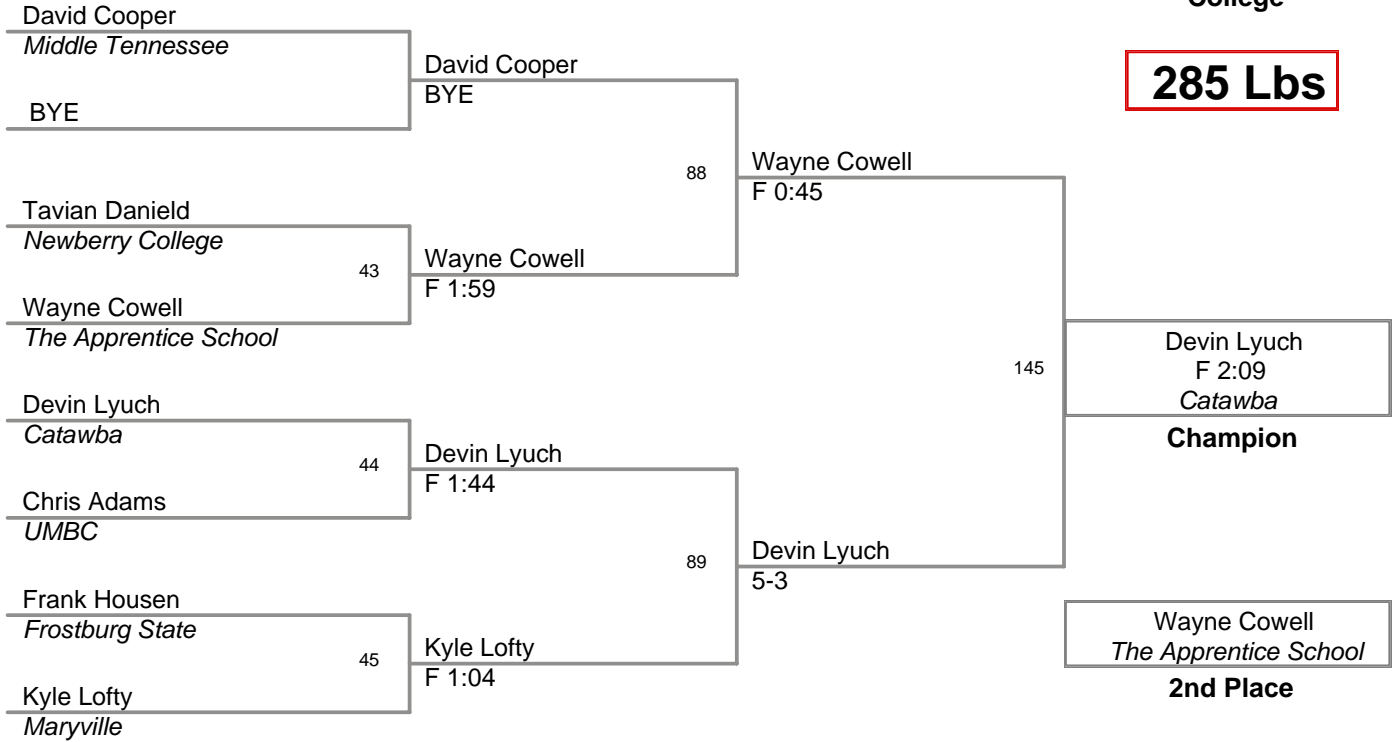 College
285 Lbs
David Cooper
Middle Tennessee
BYE
Tavian Danield
Newberry College
43
Wayne Cowell
The Apprentice School
Devin Lyuch
Catawba
44
Chris Adams
UMBC
Frank Housen
Frostburg State
45
Kyle Lofty
Maryville
David Cooper
BYE
88
Wayne Cowell
F 1:59
Devin Lyuch
F 1:44
89
Kyle Lofty
F 1:04
Wayne Cowell
F 0:45
145
Devin Lyuch
5-3
Devin Lyuch
F 2:09
Catawba
Champion
Wayne Cowell
The Apprentice School
2nd Place